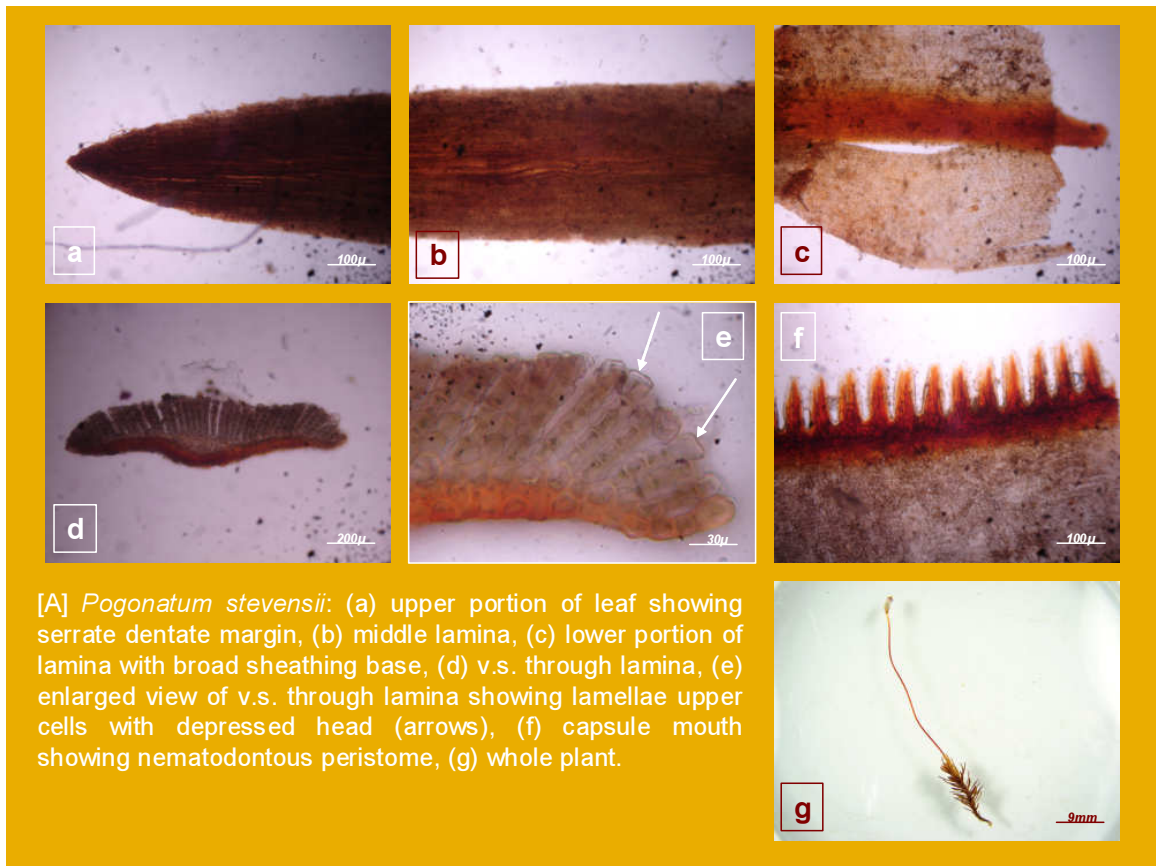 a
100µ
b
100µ
c
100µ
d
200µ
e
30µ
f
100µ
[A] Pogonatum stevensii: (a) upper portion of leaf showing
serrate dentate margin, (b) middle lamina, (c) lower portion of
lamina with broad sheathing base, (d) v.s. through lamina, (e)
enlarged view of v.s. through lamina showing lamellae upper
cells with depressed head (arrows), (f) capsule mouth
showing nematodontous peristome, (g) whole plant.
g
9mm